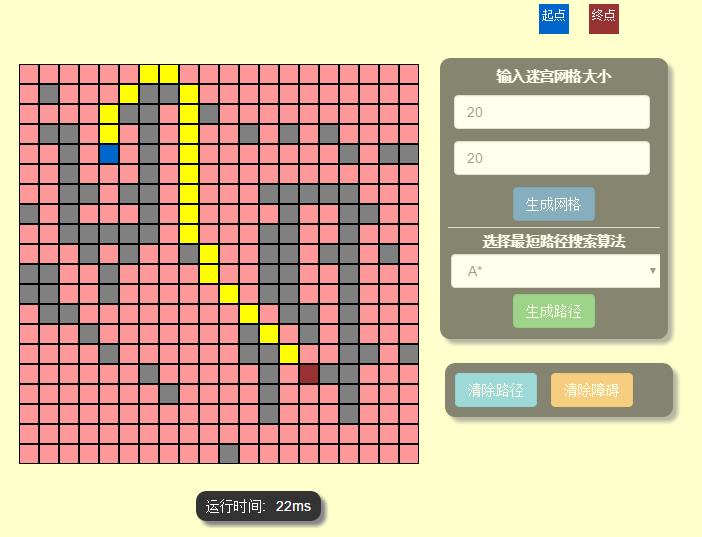 起点 终点
输入迷宫网格大小
20
20
生成网格
选择最短路径搜索算法
A*
生成路径
清除路径 清除障碍
运行时间: 22ms